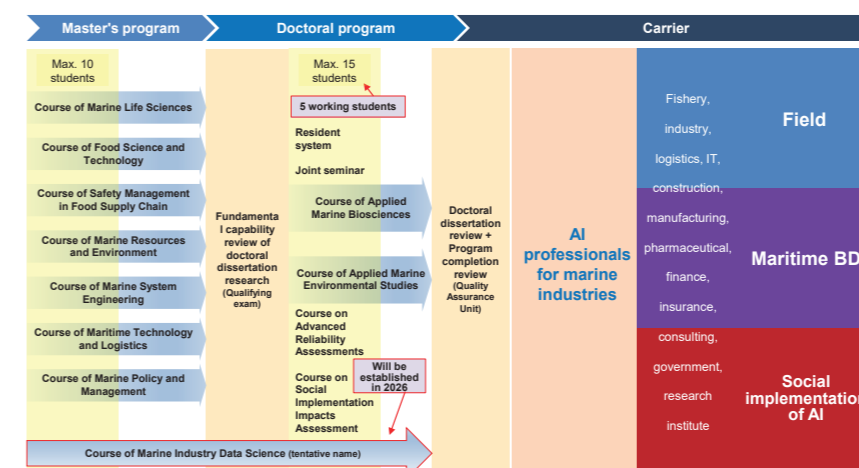 Master's program
Doctoral program
Carrier
Max. 10
students
Course of Marine Life Sciences
Course of Food Science and
Technology
Course of Safety Management
in Food Supply Chain
Course of Marine Resources
and Environment
Course of Marine System
Engineering
Course of Maritime Technology
and Logistics
Course of Marine Policy and
Management
Fundamenta
l capability
review of
doctoral
dissertation
research
(Qualifying
exam)
Max. 15
students
5 working students
Resident
system
Joint seminar
Course of Applied
Marine Biosciences
Course of Applied Marine
Environmental Studies
Course on
Advanced
Reliability
Assessments
Will be
established
in 2026
Course on
Social
Implementation
Impacts
Assessment
Course of Marine Industry Data Science (tentative name)
Doctoral
dissertation
review +
Program
completion
review
(Quality
Assurance
Unit)
AI
professionals
for marine
industries
Fishery,
industry,
logistics, IT,
construction,
manufacturing,
pharmaceutical,
finance,
insurance,
consulting,
government,
research
institute
Field
Maritime BD
Social
implementation
of AI